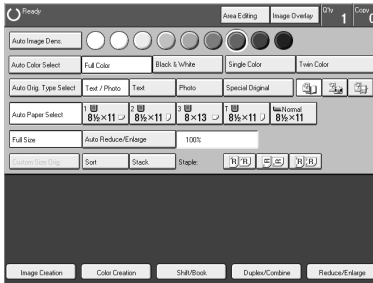 Ready Area Editing Image Overlay Q'ty 1 Copy
Auto Image Dens.
Auto Color Select Full Color Black & White Single Color Twin Color
Auto Orig. Type Select Text / Photo Text Photo Special Original
Auto Paper Select 1 8½×11 2 8½×11 3 8×13 T 8½×11 Normal 8½×11
Full Size Auto Reduce/Enlarge 100%
Custom Size Orig. Sort Stack Staple:
Image Creation Color Creation Shift/Book Duplex/Combine Reduce/Enlarge